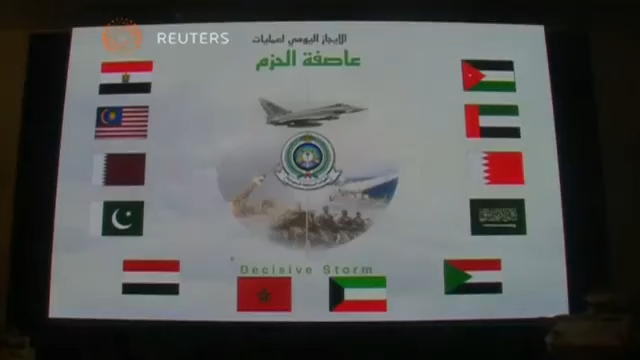 REUTERS
الإيجاز اليومي لعمليات
عاصفة الحزم
Decisive Storm